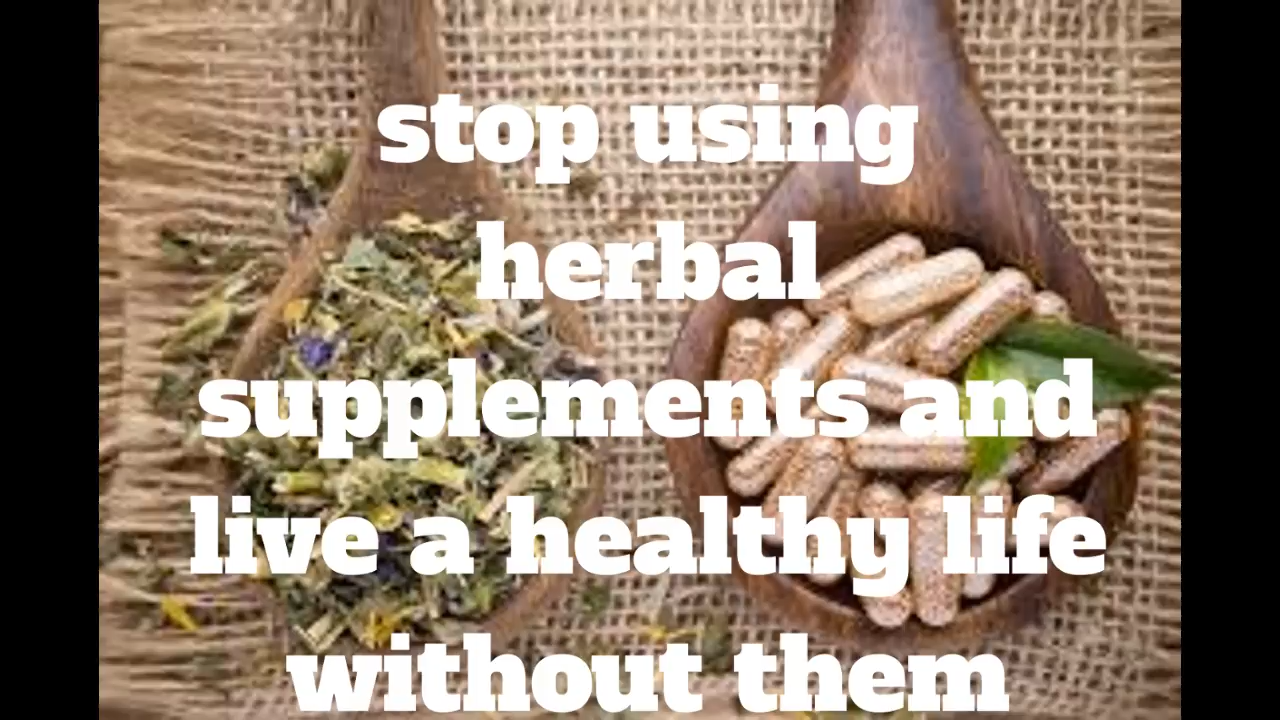 stop using
herbal
supplements and
live a healthy life
without them